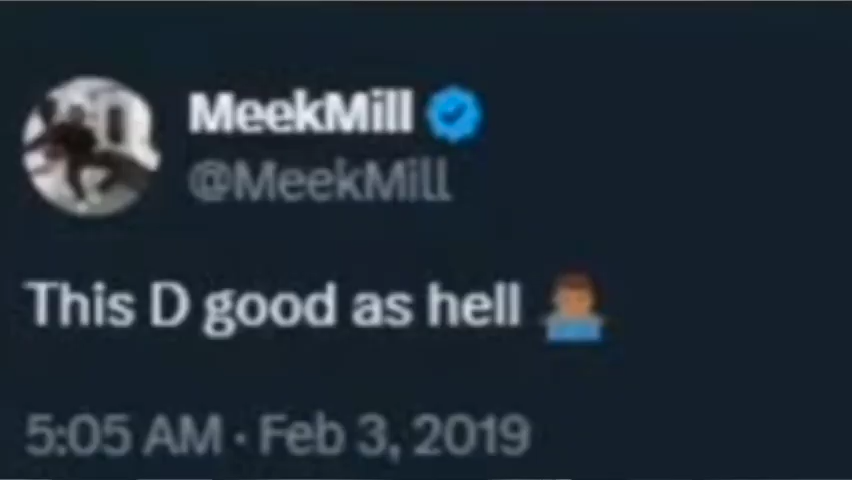 MeekMill
@MeekMill
This D good as hell 🤷🏽‍♂️
5:05 AM · Feb 3, 2019